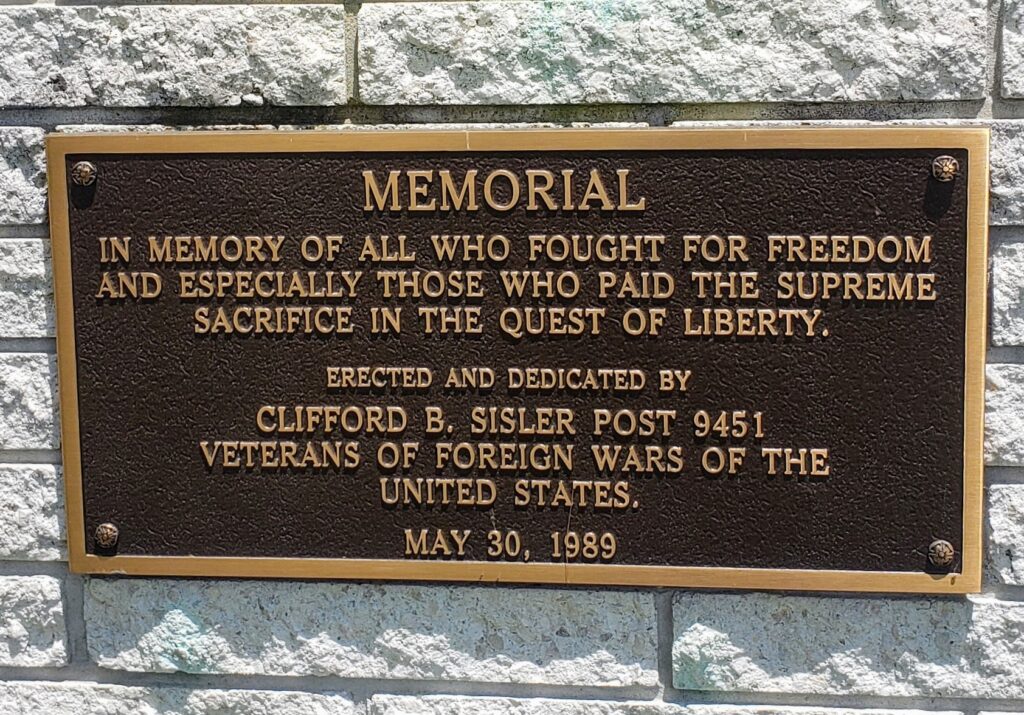 MEMORIAL
IN MEMORY OF ALL WHO FOUGHT FOR FREEDOM
AND ESPECIALLY THOSE WHO PAID THE SUPREME
SACRIFICE IN THE QUEST OF LIBERTY.
ERECTED AND DEDICATED BY
CLIFFORD B. SISLER POST 9451
VETERANS OF FOREIGN WARS OF THE
UNITED STATES.
MAY 30, 1989